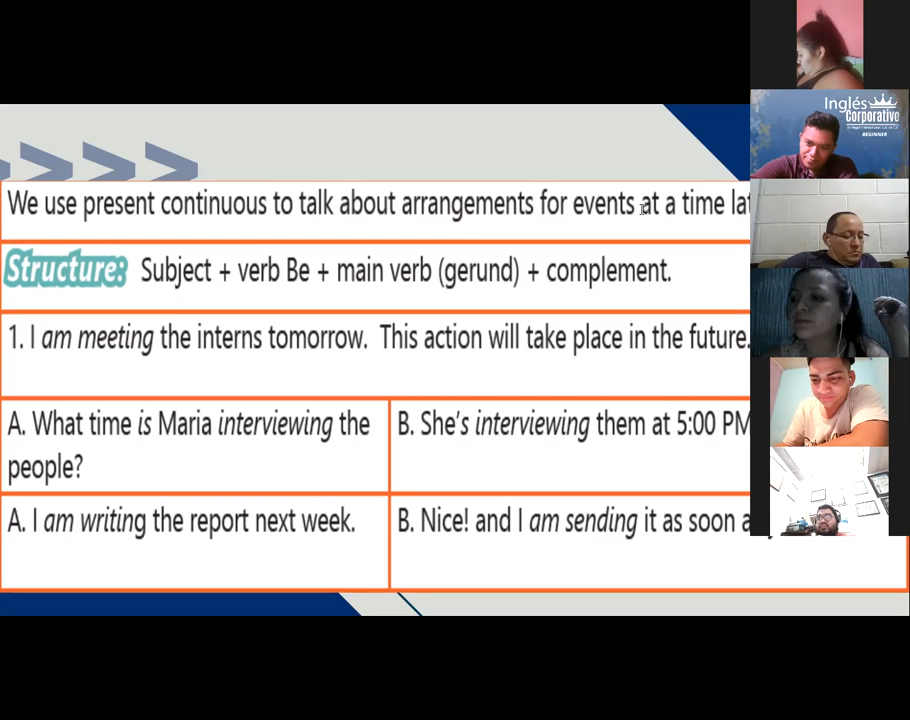 Inglés
Corporativo
BEGINNER
We use present continuous to talk about arrangements for events at a time
Structure: Subject + verb Be + main verb (gerund) + complement.
1. I am meeting the interns tomorrow. This action will take place in the future.
A. What time is Maria interviewing the
people?
B. She's interviewing them at 5:00 PM
A. I am writing the report next week.
B. Nice! and I am sending it as soon